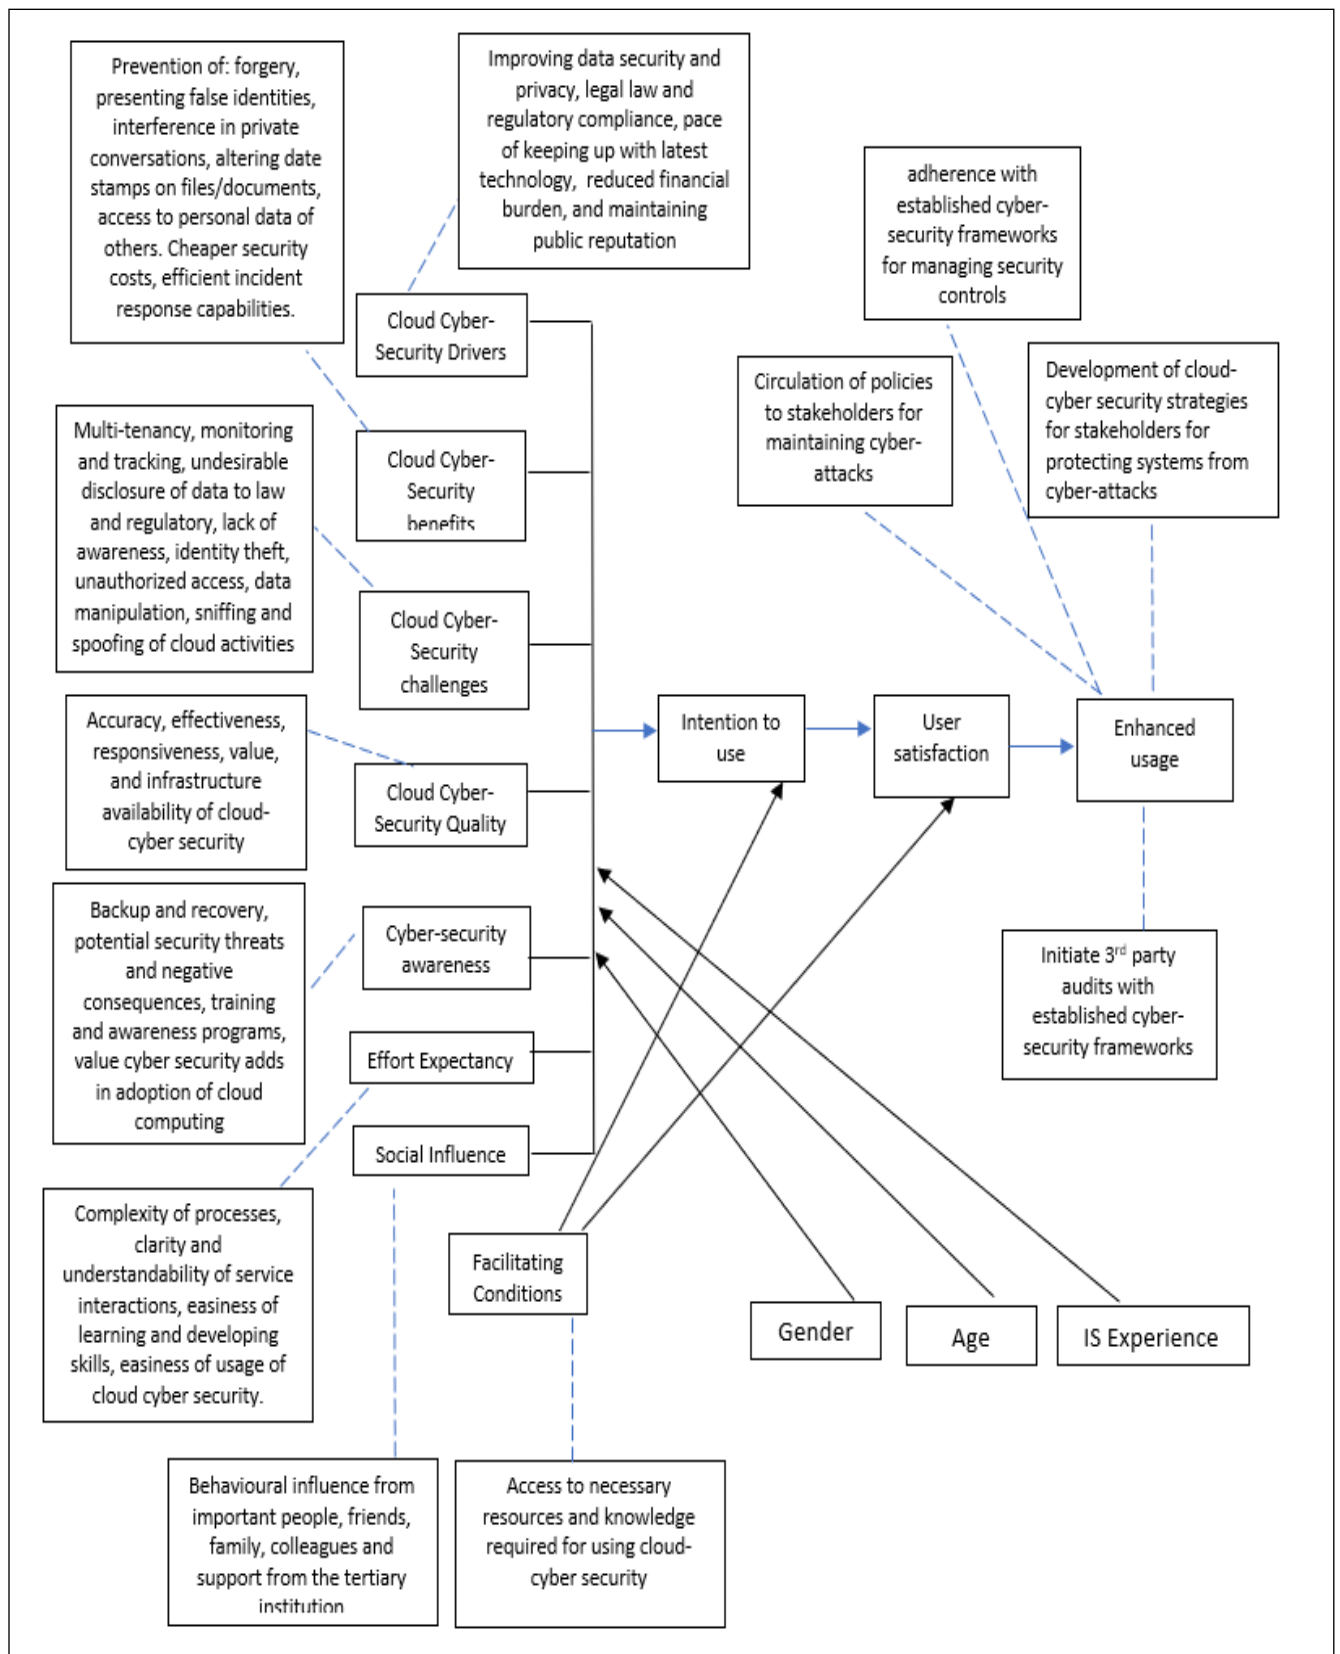 Prevention of: forgery,
presenting false identities,
interference in private
conversations, altering date
stamps on files/documents,
access to personal data of
others. Cheaper security
costs, efficient incident
response capabilities.
Improving data security and
privacy, legal law and
regulatory compliance, pace
of keeping up with latest
technology, reduced financial
burden, and maintaining
public reputation
adherence with
established cyber-
security frameworks
for managing security
controls
Cloud Cyber-
Security Drivers
Circulation of policies
to stakeholders for
maintaining cyber-
attacks
Development of cloud-
cyber security strategies
for stakeholders for
protecting systems from
cyber-attacks
Multi-tenancy, monitoring
and tracking, undesirable
disclosure of data to law
and regulatory, lack of
awareness, identity theft,
unauthorized access, data
manipulation, sniffing and
spoofing of cloud activities
Cloud Cyber-
Security
benefits
Cloud Cyber-
Security
challenges
Accuracy, effectiveness,
responsiveness, value,
and infrastructure
availability of cloud-
cyber security
Cloud Cyber-
Security Quality
Intention to
use
User
satisfaction
Enhanced
usage
Backup and recovery,
potential security threats
and negative
consequences, training
and awareness programs,
value cyber security adds
in adoption of cloud
computing
Cyber-security
awareness
Initiate 3rd party
audits with
established cyber-
security frameworks
Effort Expectancy
Social Influence
Complexity of processes,
clarity and
understandability of service
interactions, easiness of
learning and developing
skills, easiness of usage of
cloud cyber security.
Facilitating
Conditions
Gender
Age
IS Experience
Behavioural influence from
important people, friends,
family, colleagues and
support from the tertiary
institution
Access to necessary
resources and knowledge
required for using cloud-
cyber security